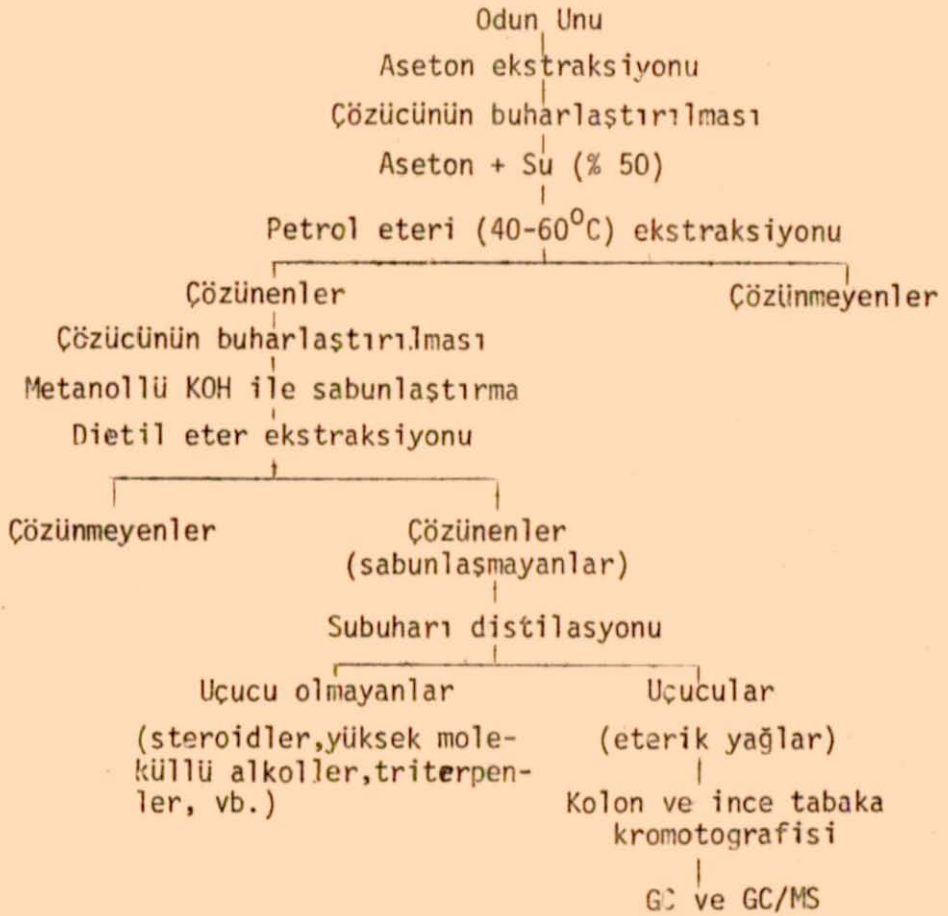 Odun Unu
Aseton ekstraksiyonu
Çözücünün buharlaştırılması
Aseton + Su (% 50)
Petrol eteri (40-60⁰C) ekstraksiyonu
Çözünenler
Çözünmeyenler
Çözücünün buharlaştırılması
Metanollü KOH ile sabunlaştırma
Dietil eter ekstraksiyonu
Çözünmeyenler
Çözünenler
(sabunlaşmayanlar)
Subuharı distilasyonu
Uçucu olmayanlar
(steroidler,yüksek mole-
küllü alkoller,triterpen-
ler, vb.)
Uçucular
(eterik yağlar)
Kolon ve ince tabaka
kromotografisi
GC ve GC/MS